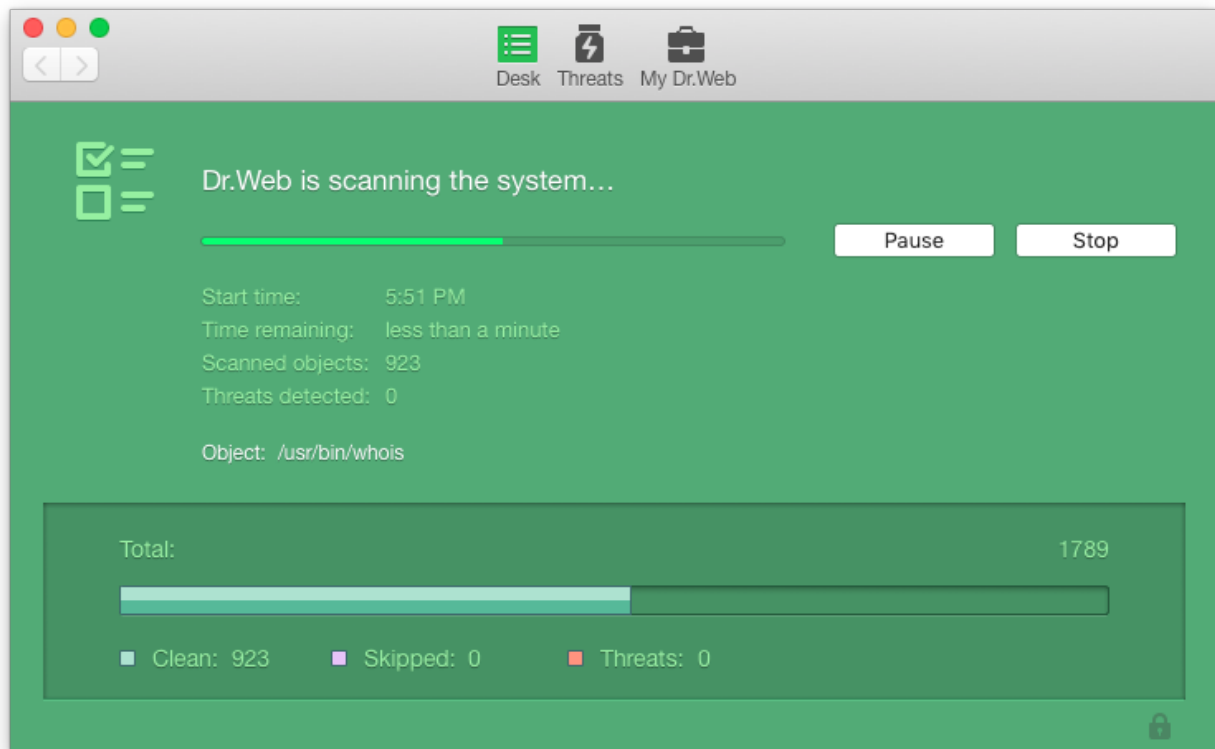 Desk Threats My Dr.Web
Dr.Web is scanning the system...
Pause Stop
Start time: 5:51 PM
Time remaining: less than a minute
Scanned objects: 923
Threats detected: 0
Object: /usr/bin/whois
Total: 1789
Clean: 923 Skipped: 0 Threats: 0